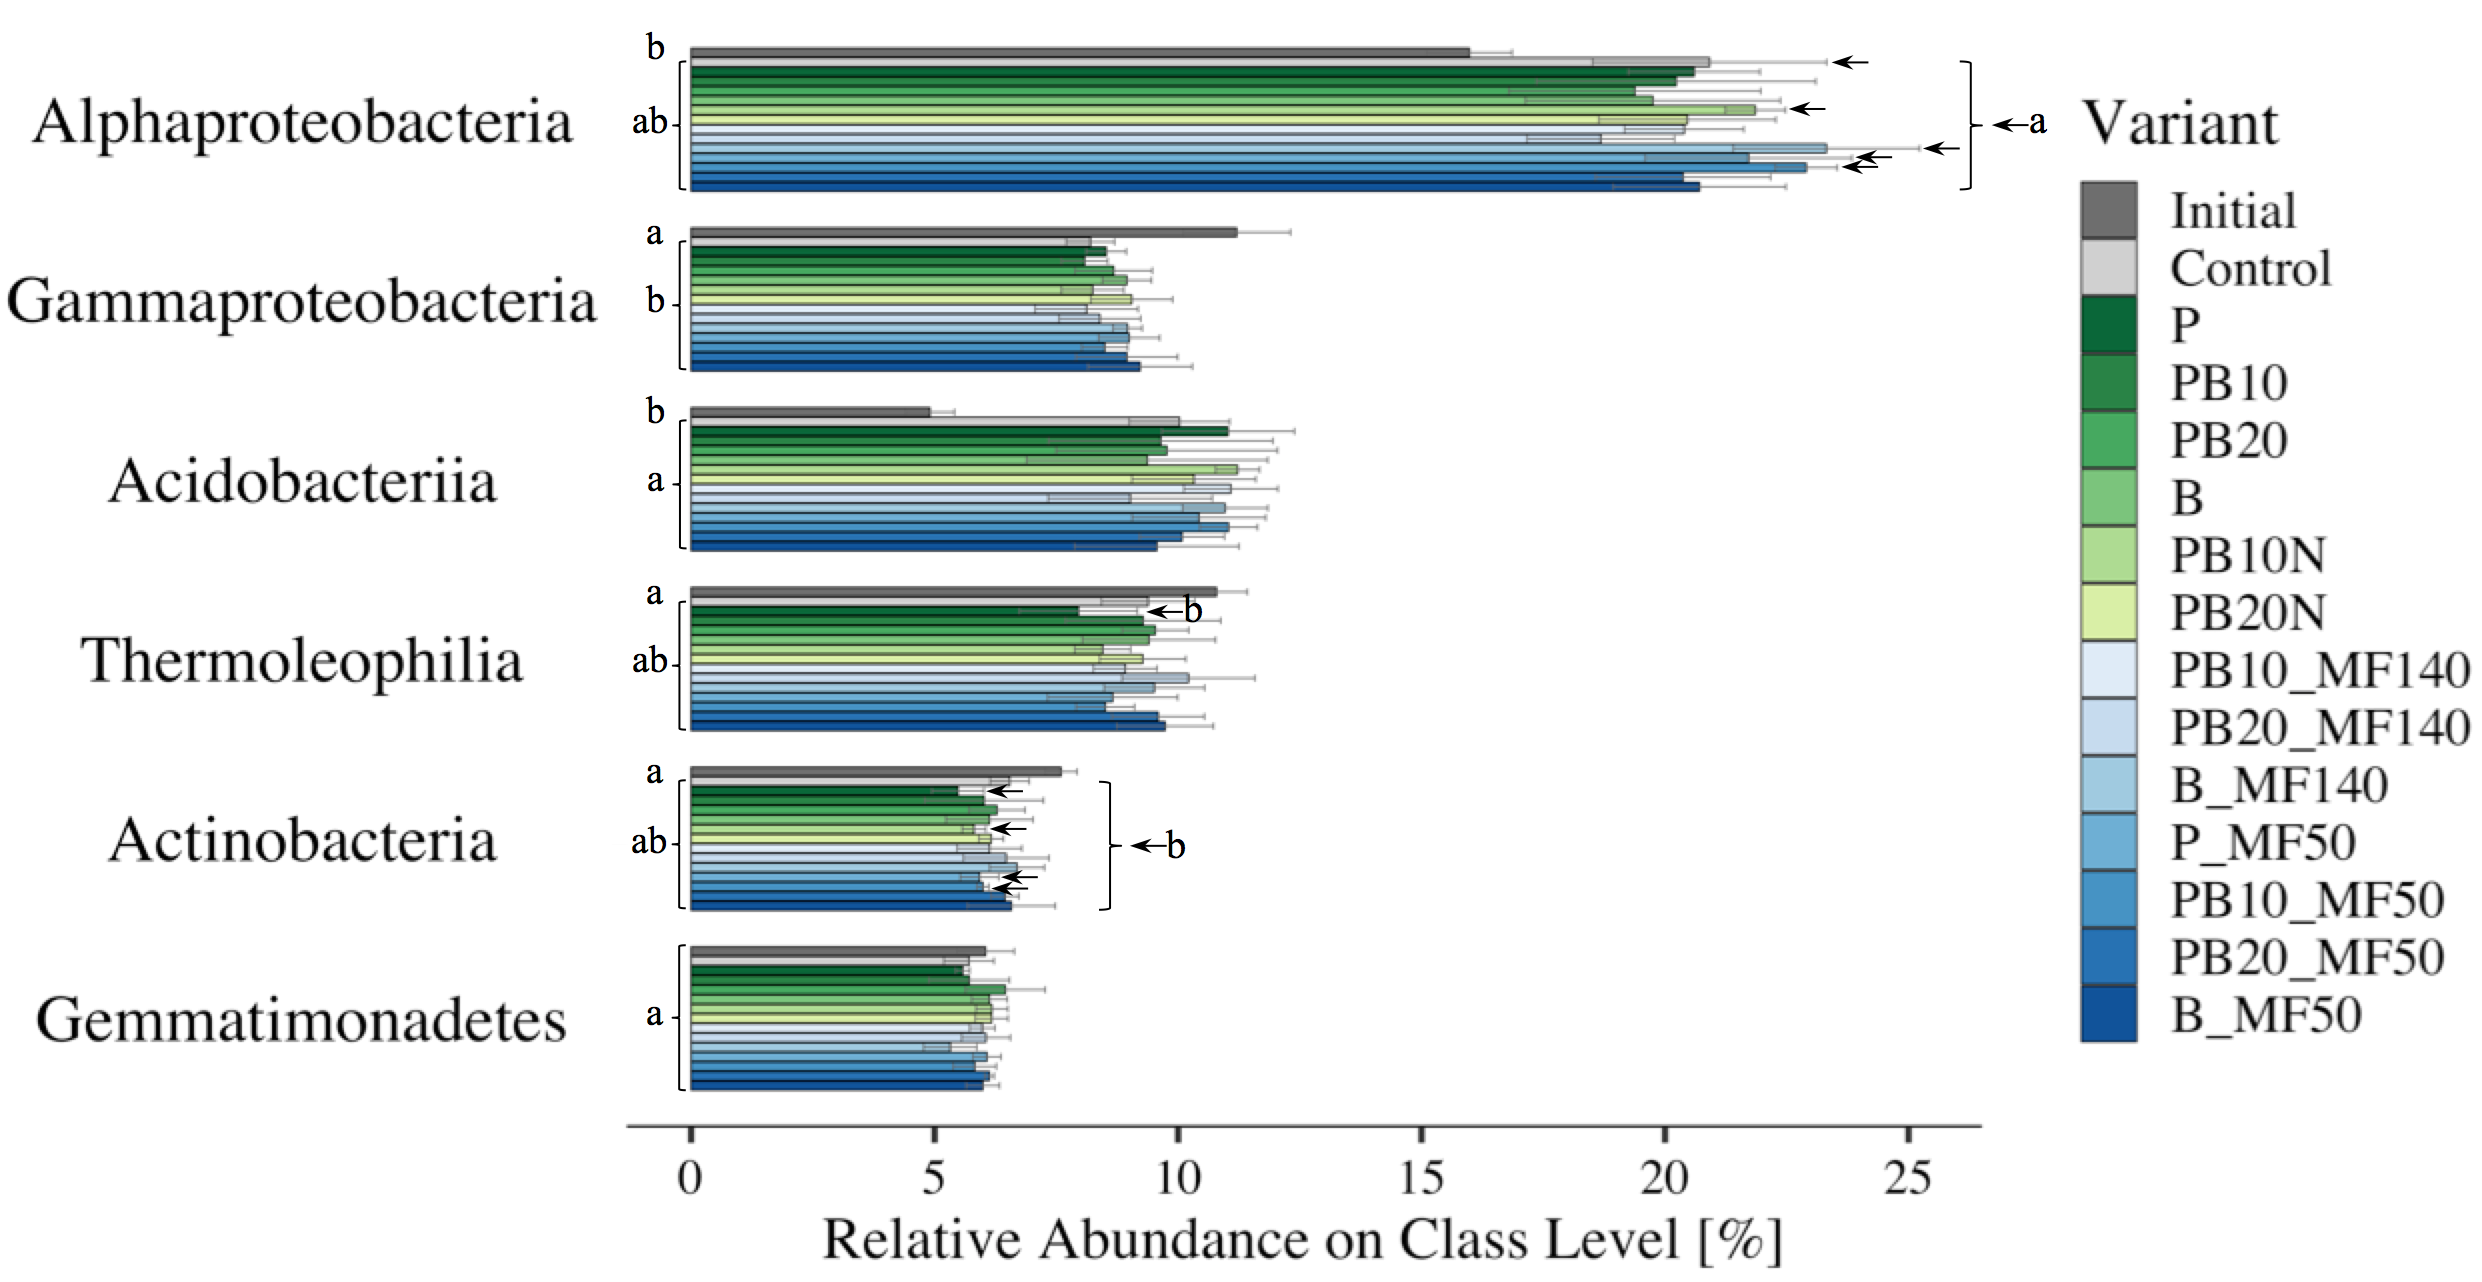 b
Alphaproteobacteria
ab
a
a
Gammaproteobacteria
b
b
Acidobacteriia
a
a
b
Thermoleophilia
ab
a
Actinobacteria
ab
b
Gemmatimonadetes
a
0 5 10 15 20 25
Relative Abundance on Class Level [%]
Variant
Initial
Control
P
PB10
PB20
B
PB10N
PB20N
PB10_MF140
PB20_MF140
B_MF140
P_MF50
PB10_MF50
PB20_MF50
B_MF50